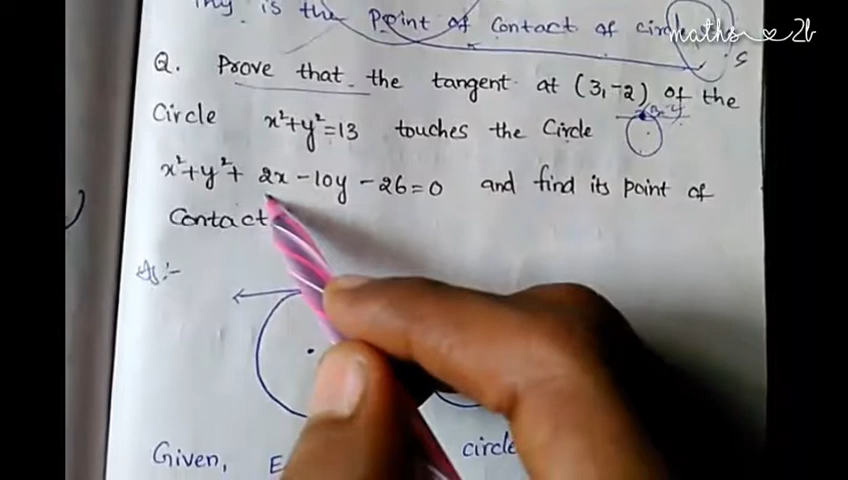 is the Point of Contact of circle
maths 2b
S
Q. Prove that the tangent at (3,-2) of the
Circle x²+y²=13 touches the Circle
x²+y²+ 2x -10y -26=0 and find its point of
Contact
Given, E circle